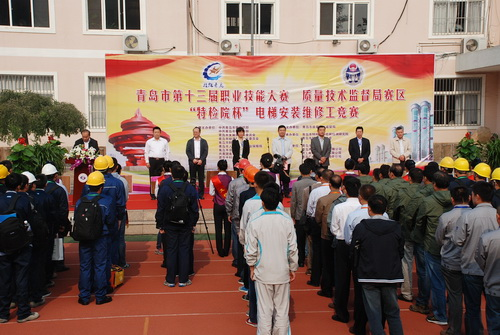 青岛市第十三届职业技能大赛 质量技术监督局赛区
“特检院杯”电梯安装维修工竞赛